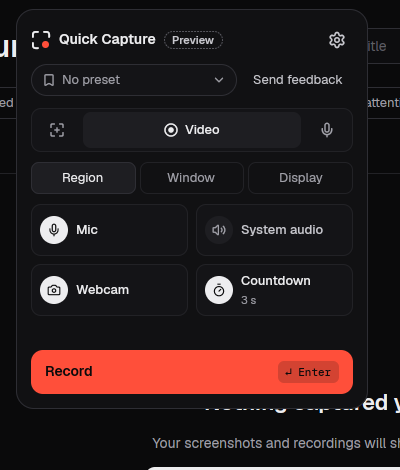 Quick Capture Preview
No preset Send feedback
Video
Region Window Display
Mic System audio
Webcam Countdown
3 s
Record ↵ Enter
Your screenshots and recordings will